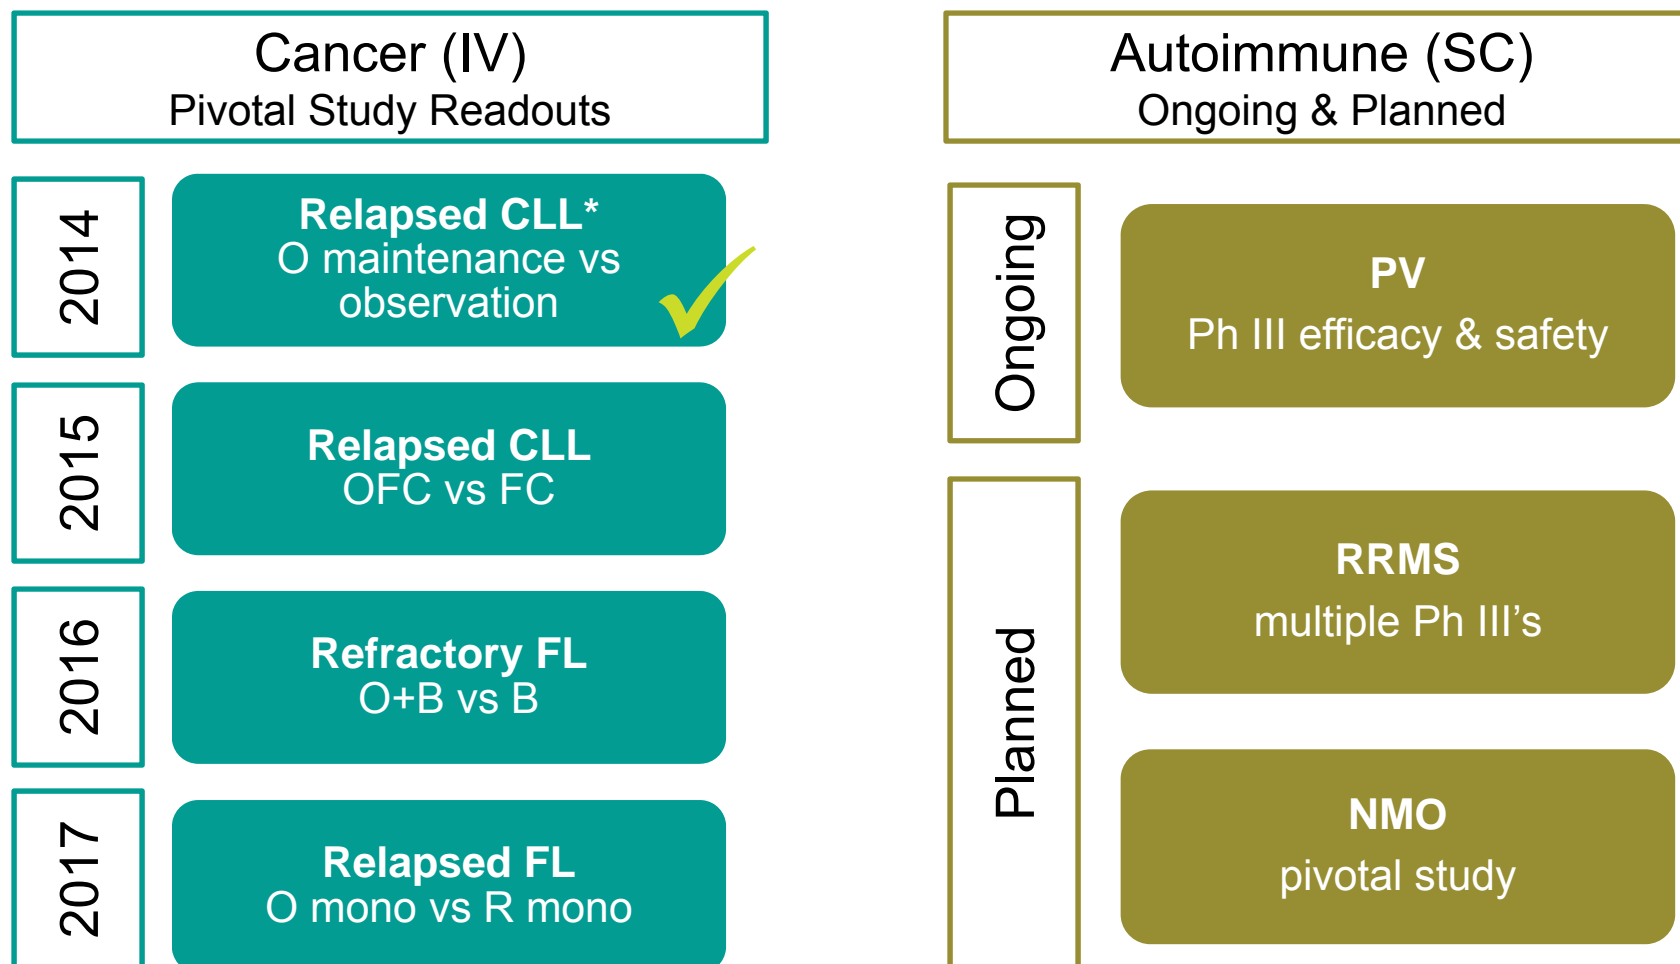 Cancer (IV)
Pivotal Study Readouts
2014
Relapsed CLL*
O maintenance vs
observation
2015
Relapsed CLL
OFC vs FC
2016
Refractory FL
O+B vs B
2017
Relapsed FL
O mono vs R mono
Autoimmune (SC)
Ongoing & Planned
Ongoing
PV
Ph III efficacy & safety
Planned
RRMS
multiple Ph III’s
NMO
pivotal study